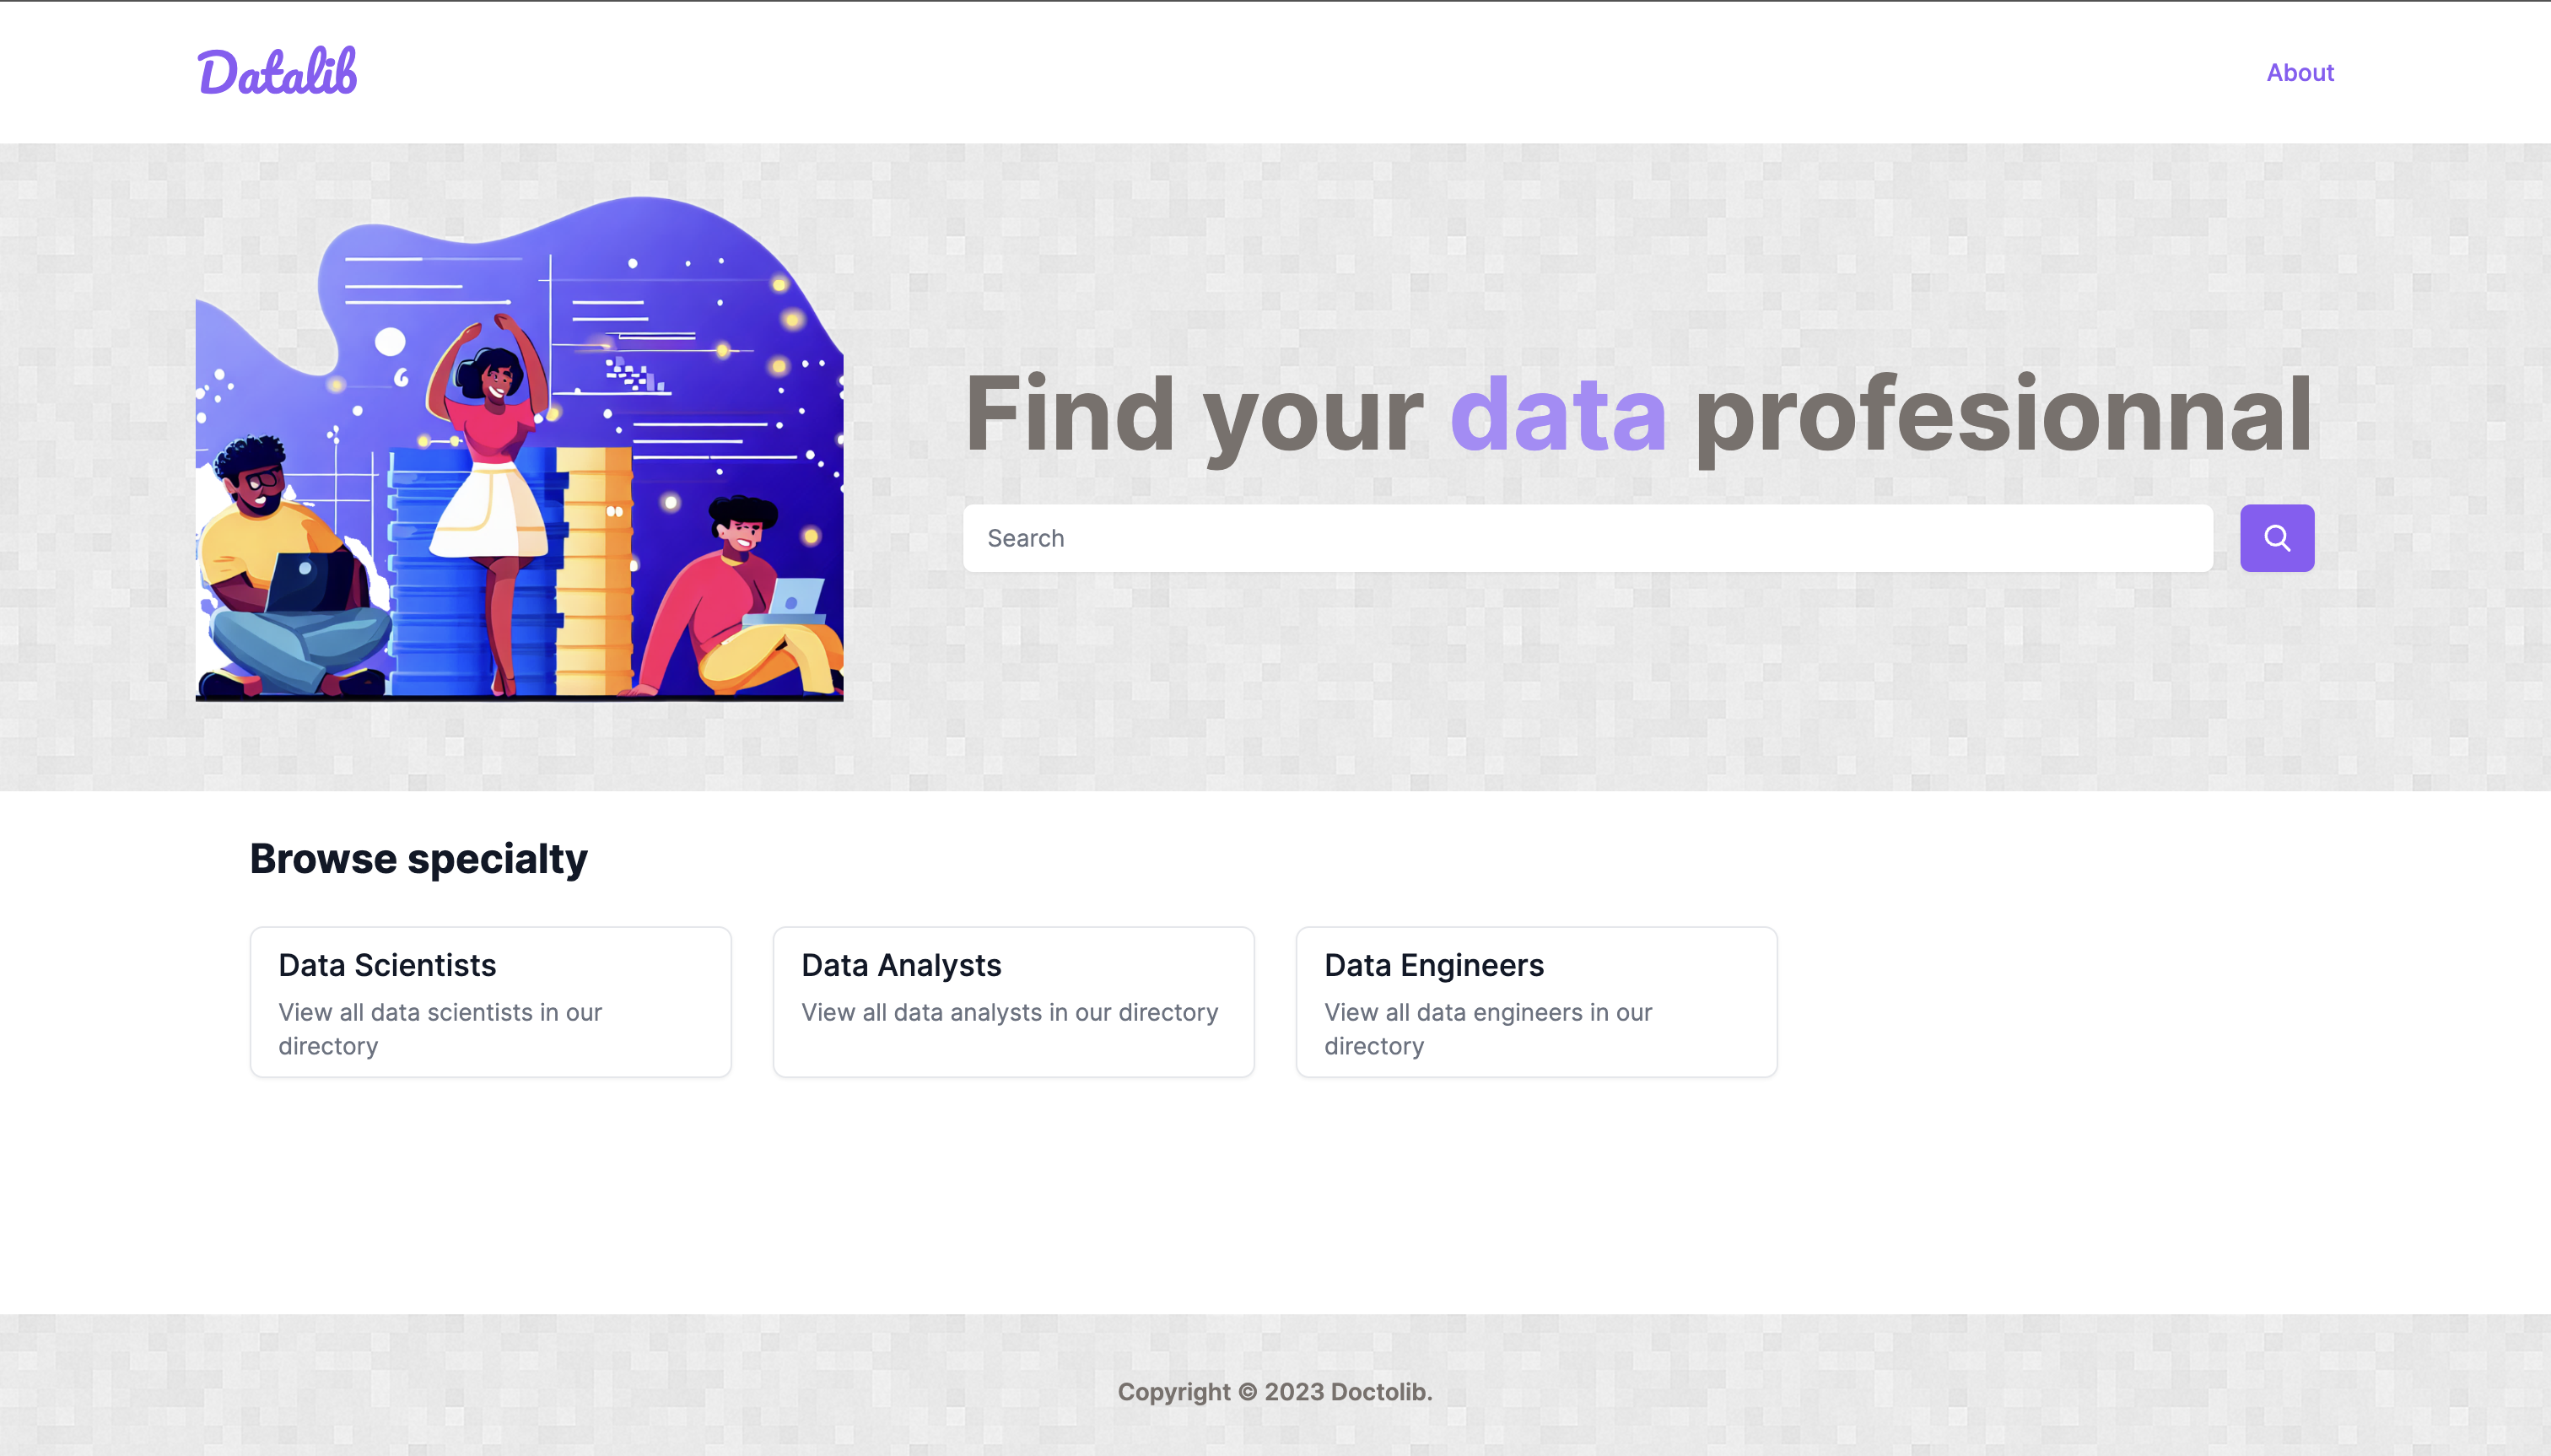 Datalib
About
Find your data profesionnal
Search
Browse specialty
Data Scientists
View all data scientists in our
directory
Data Analysts
View all data analysts in our directory
Data Engineers
View all data engineers in our
directory
Copyright © 2023 Doctolib.